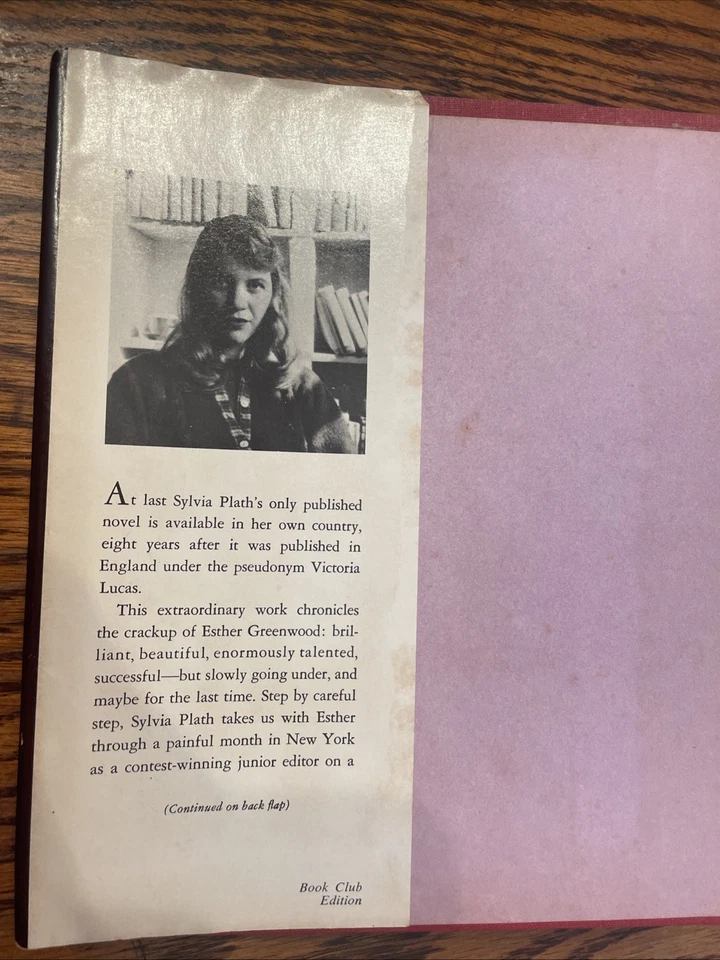 At last Sylvia Plath's only published
novel is available in her own country,
eight years after it was published in
England under the pseudonym Victoria
Lucas.
This extraordinary work chronicles
the crackup of Esther Greenwood: bril-
liant, beautiful, enormously talented,
successful—but slowly going under, and
maybe for the last time. Step by careful
step, Sylvia Plath takes us with Esther
through a painful month in New York
as a contest-winning junior editor on a
(Continued on back flap)
Book Club
Edition